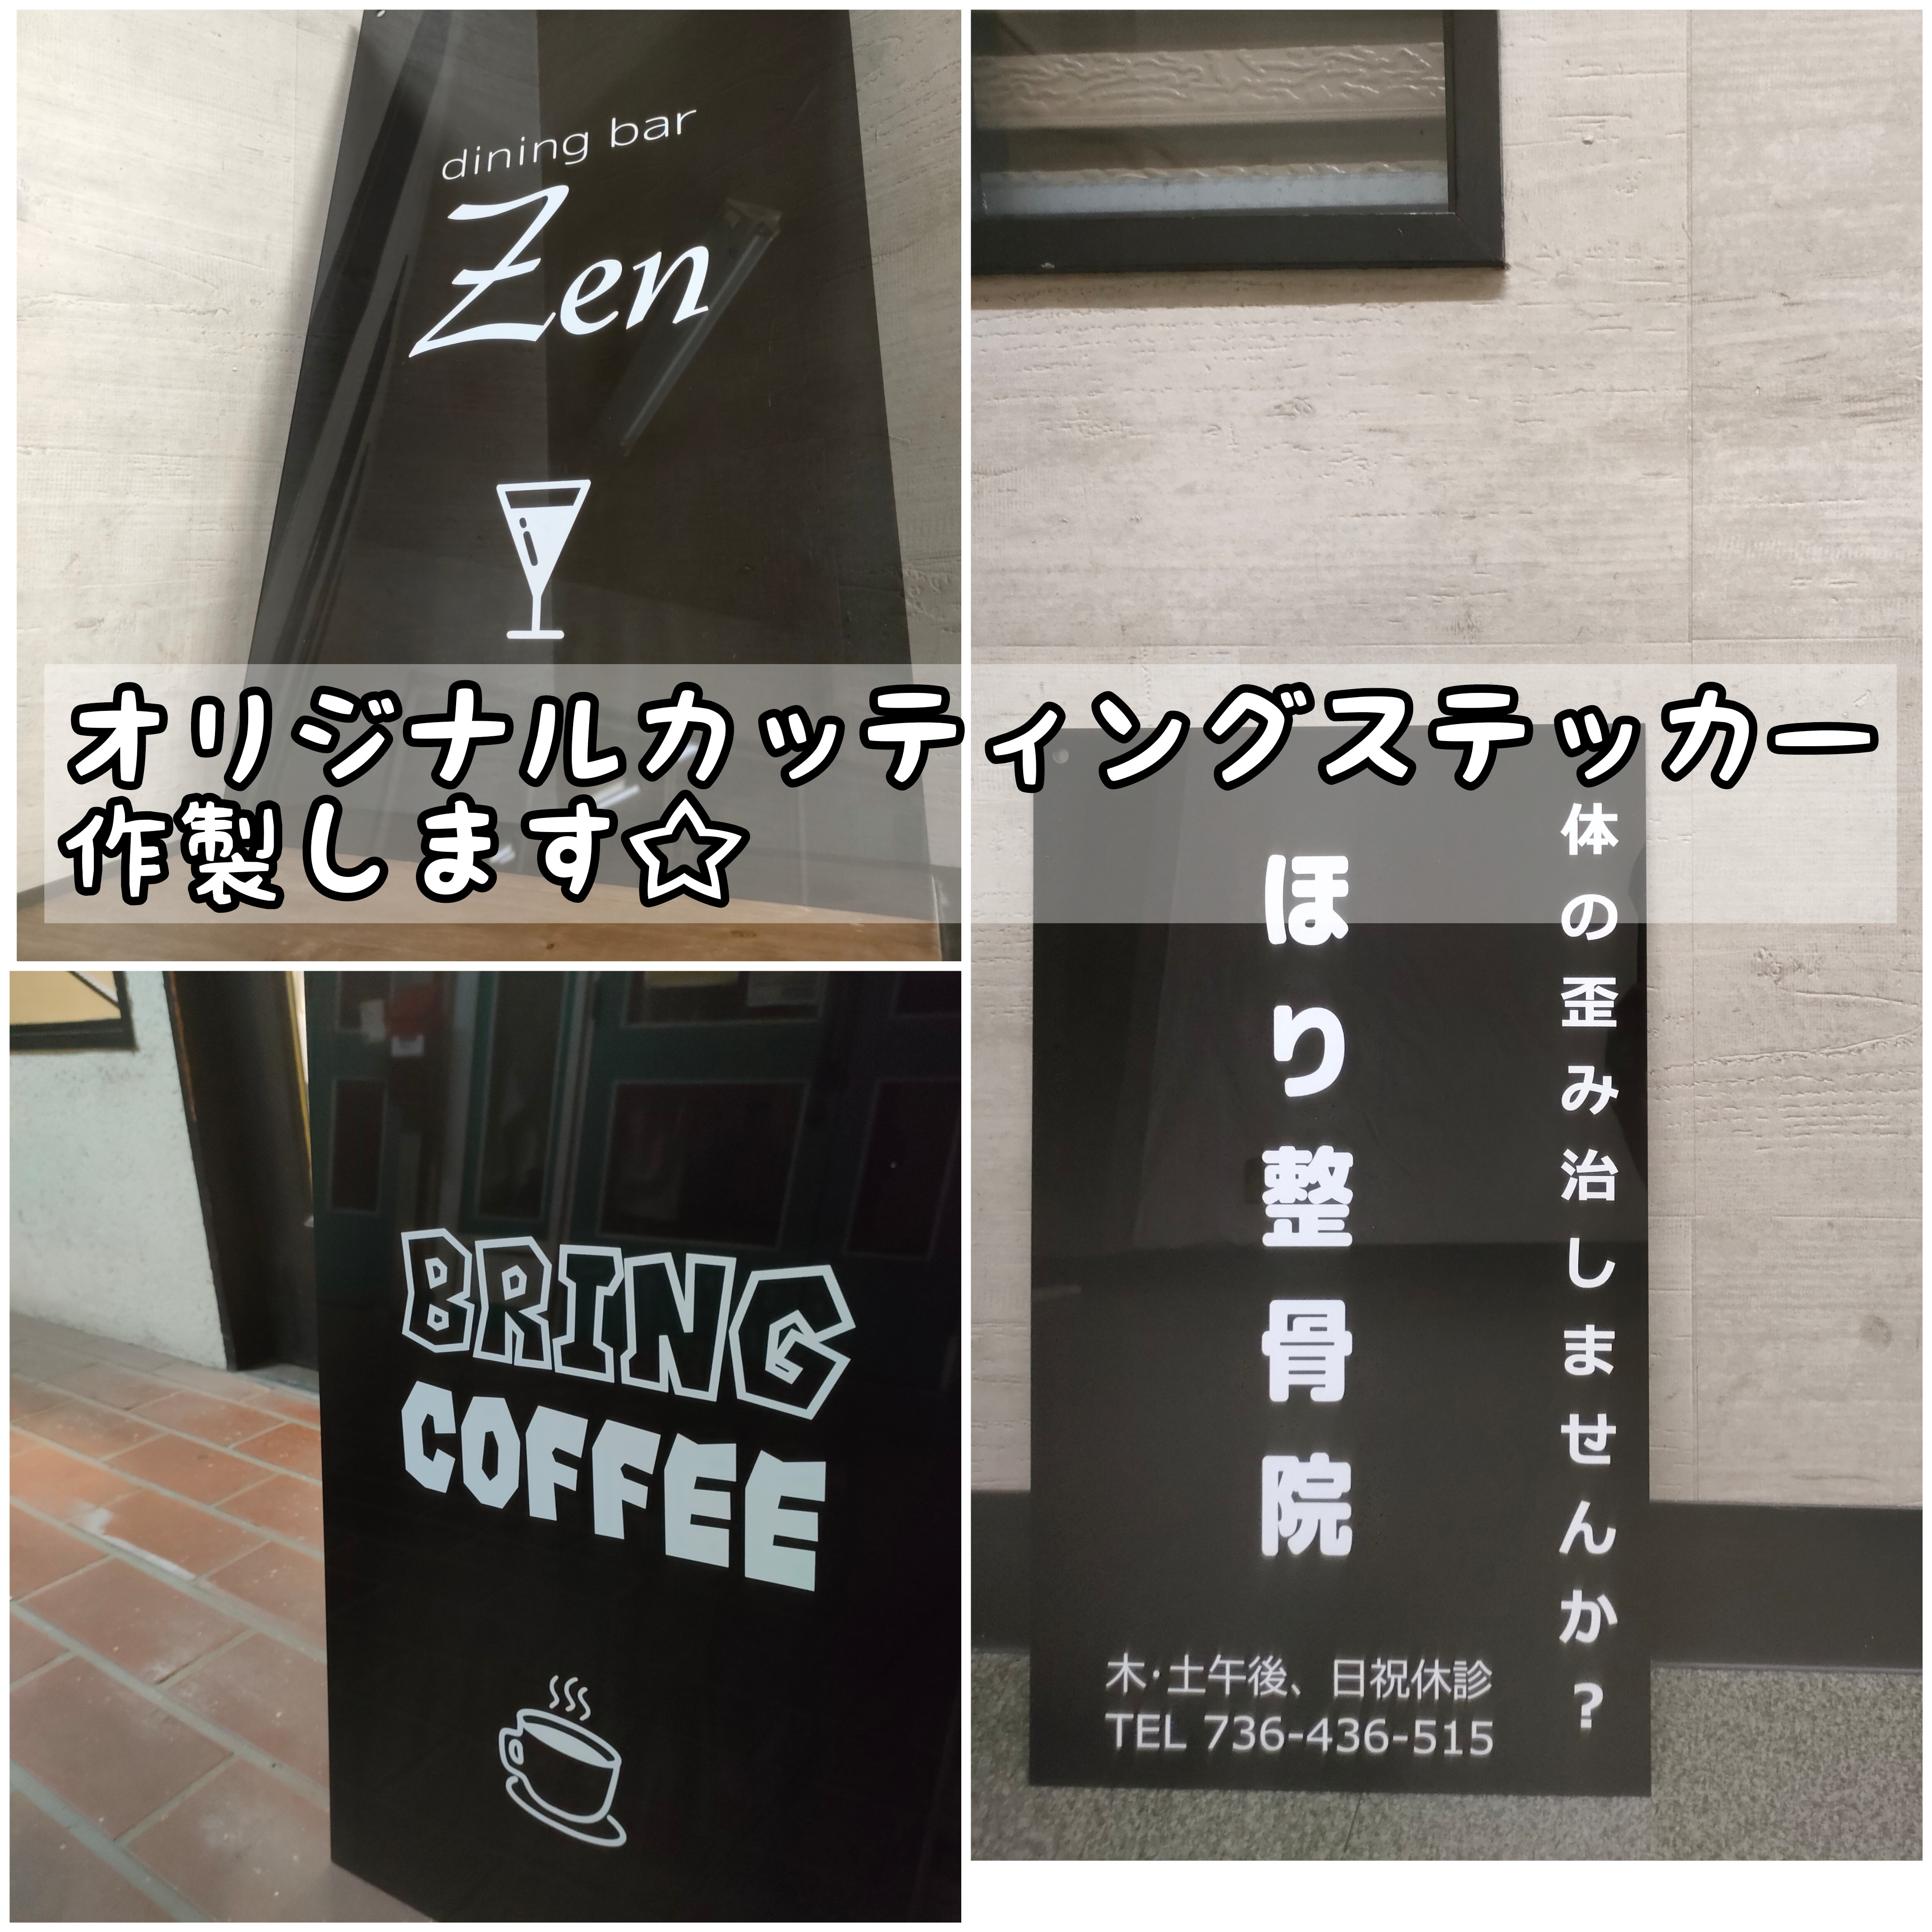 dining bar
Zen
オリジナルカッティングステッカー
作製します☆
体の歪み治しませんか?
ほり整骨院
木・土午後、日祝休診
TEL 736-436-515
BRING
COFFEE